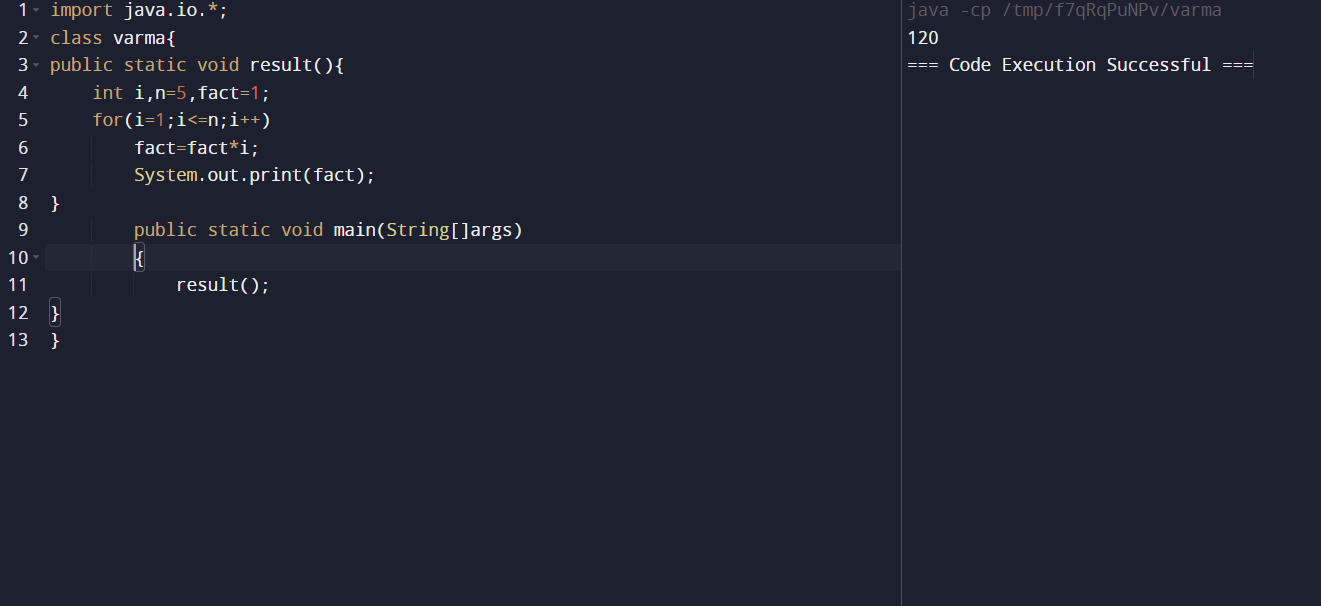 1 import java.io.*;
2 class varma{
3 public static void result(){
4     int i,n=5,fact=1;
5     for(i=1;i<=n;i++)
6         fact=fact*i;
7         System.out.print(fact);
8 }
9         public static void main(String[]args)
10         {
11             result();
12 }
13 }
java -cp /tmp/f7qRqPuNPv/varma
120
=== Code Execution Successful ===